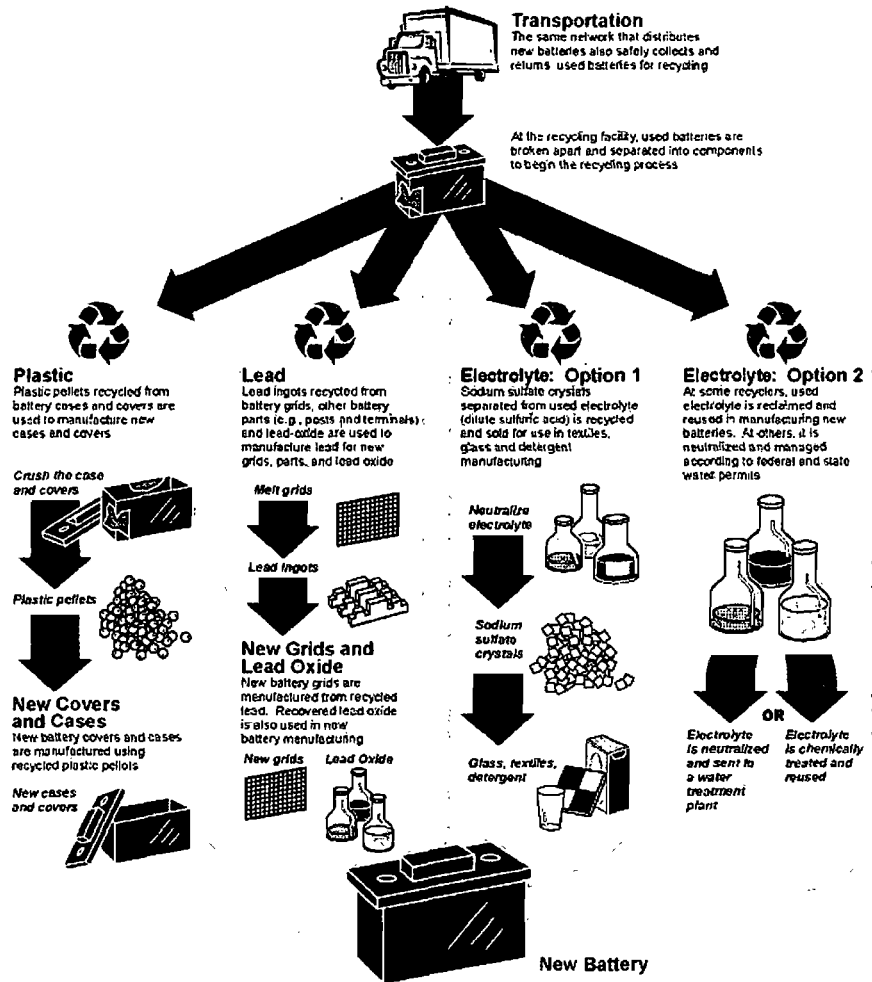 Transportation
The same network that distributes
new batteries also safely collects and
returns used batteries for recycling
At the recycling facility, used batteries are
broken apart and separated into components
to begin the recycling process
Plastic
Plastic pellets recycled from
battery cases and covers are
used to manufacture new
cases and covers
Crush the case
and covers
Plastic pellets
New Covers
and Cases
New battery covers and cases
are manufactured using
recycled plastic pellets
New cases
and covers
Lead
Lead ingots recycled from
battery grids, other battery
parts (e.g., posts and terminals)
and lead-oxide are used to
manufacture lead for new
grids, parts, and lead oxide
Melt grids
Lead ingots
New Grids and
Lead Oxide
New battery grids are
manufactured from recycled
lead. Recovered lead oxide
is also used in new
battery manufacturing
New grids
Lead Oxide
Electrolyte: Option 1
Sodium sulfate crystals
separated from used electrolyte
(dilute sulfuric acid) is recycled
and sold for use in textiles,
glass and detergent
manufacturing
Neutralize
electrolyte
Sodium
sulfate
crystals
Glass, textiles,
detergent
Electrolyte: Option 2
At some recyclers, used
electrolyte is reclaimed and
reused in manufacturing new
batteries. At others, it is
neutralized and managed
according to federal and state
water permits
OR
Electrolyte
is neutralized
and sent to
a water
treatment
plant
Electrolyte
is chemically
treated and
reused
New Battery